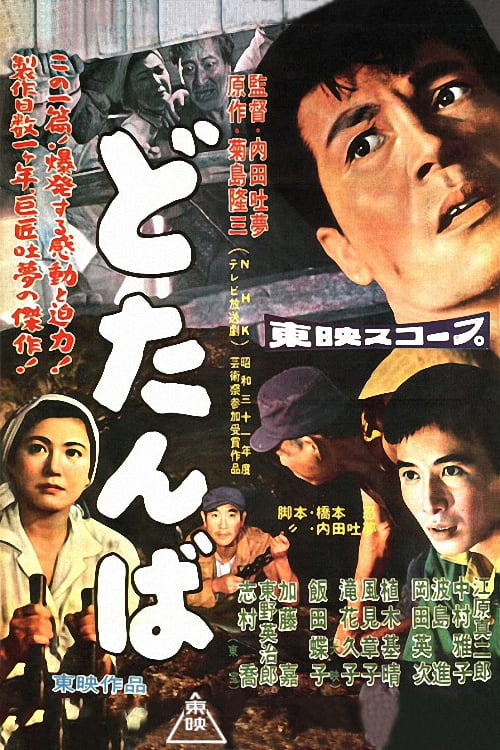 監督・内田吐夢
原作・菊島隆三
(NHK
テレビ放送劇)
昭和三十一年度
芸術祭参加受賞作品
どたんば
この一篇!爆発する感動と迫力!!
製作日数一ヶ年、巨匠吐夢の傑作!
東映スコープ。
脚本・橋本 忍
〃・内田吐夢
江原真二郎
中村雅子
波島進
岡田英次
植木基晴
風見章子
滝花久子
飯田蝶子
加藤嘉
東野英治郎
志村喬
東映作品
東映